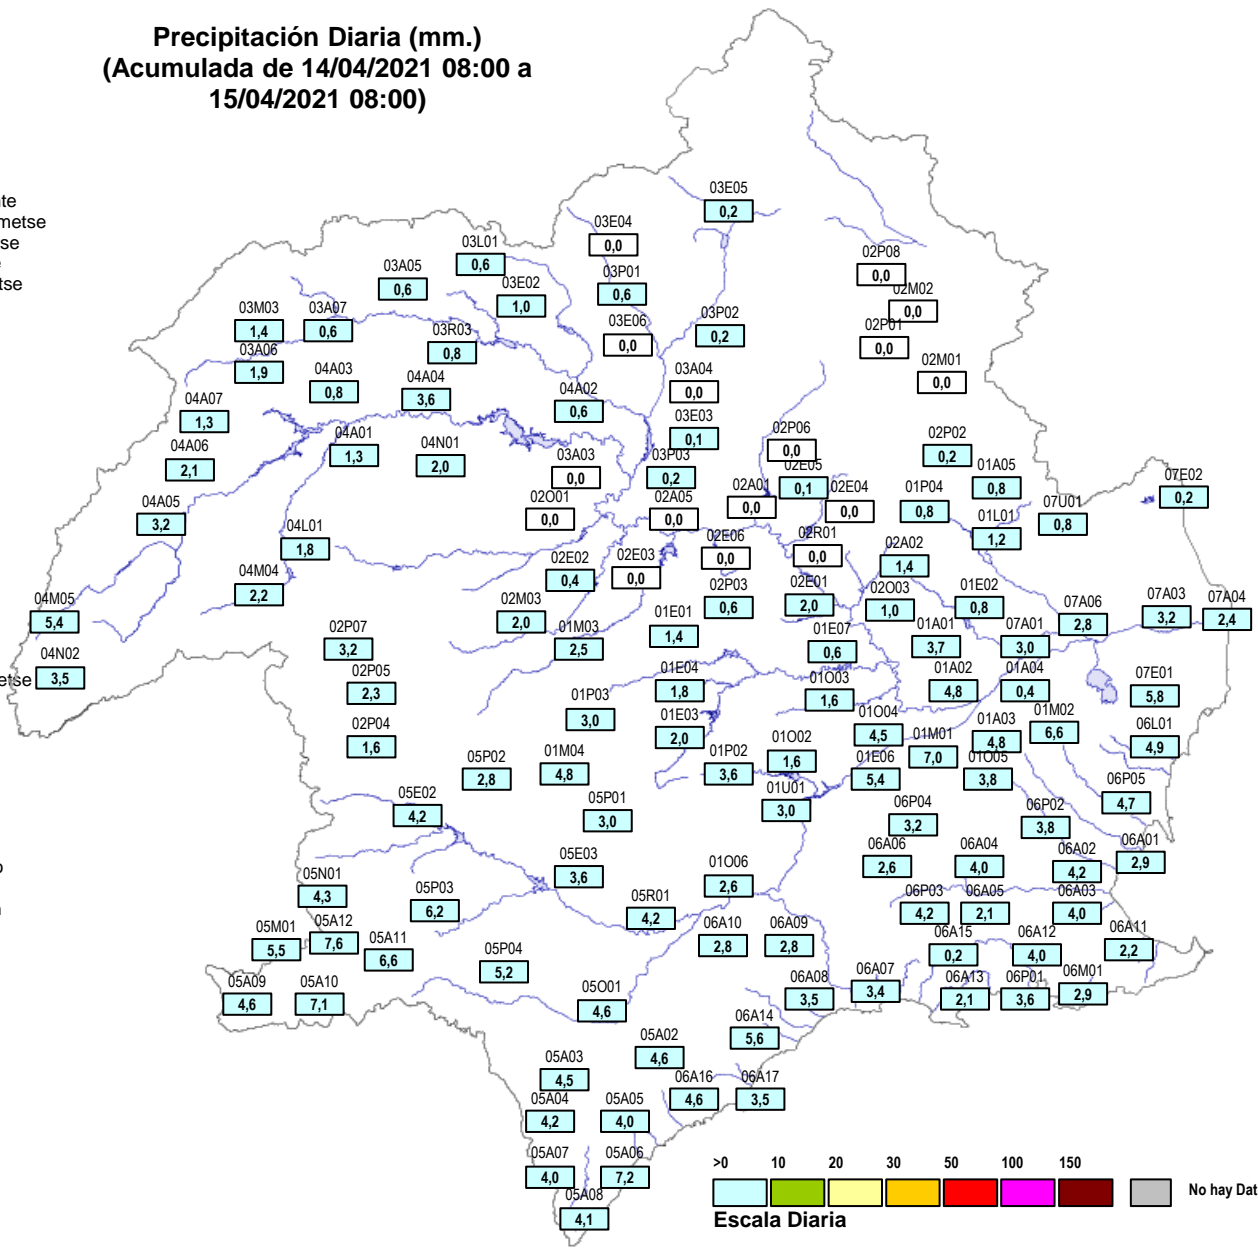 Precipitación Diaria (mm.)
(Acumulada de 14/04/2021 08:00 a
15/04/2021 08:00)
metse
03E05
0,2
03E04
0,0
03L01
0,6
03A05
0,6
03E02
1,0
03P01
0,6
02P08
0,0
02M02
0,0
03M03
1,4
03A07
0,6
03R03
0,8
03E06
0,0
03P02
0,2
02P01
0,0
03A06
1,9
04A03
0,8
04A04
3,6
04A02
0,6
03A04
0,0
02M01
0,0
04A07
1,3
03E03
0,1
04A06
2,1
04A01
1,3
04N01
2,0
03A03
0,0
03P03
0,2
02P06
0,0
02E05
0,1
02P02
0,2
01A05
0,8
07E02
0,2
04A05
3,2
02O01
0,0
02A05
0,0
02A01
0,0
02E04
0,0
01P04
0,8
01L01
1,2
07U01
0,8
04L01
1,8
02E02
0,4
02E03
0,0
02E06
0,0
02R01
0,0
02A02
1,4
04M04
2,2
04M05
5,4
02M03
2,0
02P03
0,6
02E01
2,0
02O03
1,0
01E02
0,8
07A06
2,8
07A03
3,2
07A04
2,4
04N02
3,5
02P07
3,2
01M03
2,5
01E01
1,4
01E07
0,6
01A01
3,7
07A01
3,0
etse
02P05
2,3
01E04
1,8
01O03
1,6
01A02
4,8
01A04
0,4
07E01
5,8
02P04
1,6
01P03
3,0
01E03
2,0
01O04
4,5
01M01
7,0
01A03
4,8
01M02
6,6
06L01
4,9
05P02
2,8
01M04
4,8
01P02
3,6
01O02
1,6
01E06
5,4
01O05
3,8
05E02
4,2
05P01
3,0
01U01
3,0
06P04
3,2
06P02
3,8
06P05
4,7
05E03
3,6
01O06
2,6
06A06
2,6
06A04
4,0
06A02
4,2
06A01
2,9
05N01
4,3
05P03
6,2
05R01
4,2
06P03
4,2
06A05
2,1
06A03
4,0
05M01
5,5
05A12
7,6
05A11
6,6
05P04
5,2
06A10
2,8
06A09
2,8
06A15
0,2
06A12
4,0
06A11
2,2
05A09
4,6
05A10
7,1
05O01
4,6
06A08
3,5
06A07
3,4
06A13
2,1
06P01
3,6
06M01
2,9
06A14
5,6
05A02
4,6
05A03
4,5
06A16
4,6
06A17
3,5
05A04
4,2
05A05
4,0
05A07
4,0
05A06
7,2
05A08
4,1
>0 10 20 30 50 100 150
No hay Dat
Escala Diaria